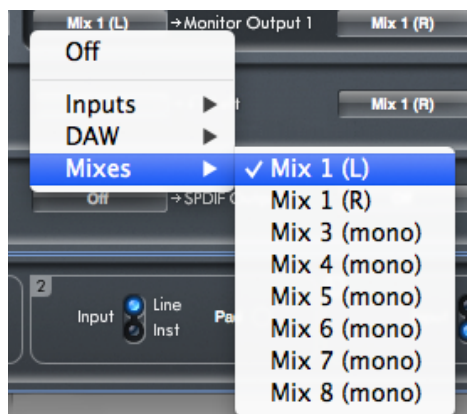 Mix 1 (L) → Monitor Output 1 Mix 1 (R)
Off
Inputs
DAW
Mixes
Mix 1 (R)
✓ Mix 1 (L)
Mix 1 (R)
Mix 3 (mono)
Mix 4 (mono)
Mix 5 (mono)
Mix 6 (mono)
Mix 7 (mono)
Mix 8 (mono)
Off → SPDIF
2
Input Line
Inst